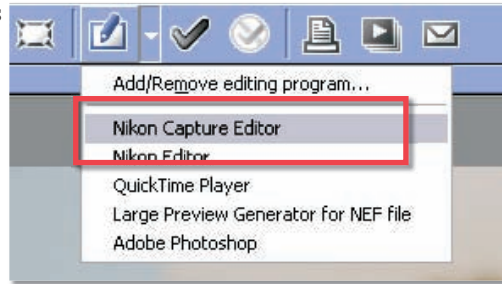 Add/Remove editing program...
Nikon Capture Editor
Nikon Editor
QuickTime Player
Large Preview Generator for NEF file
Adobe Photoshop